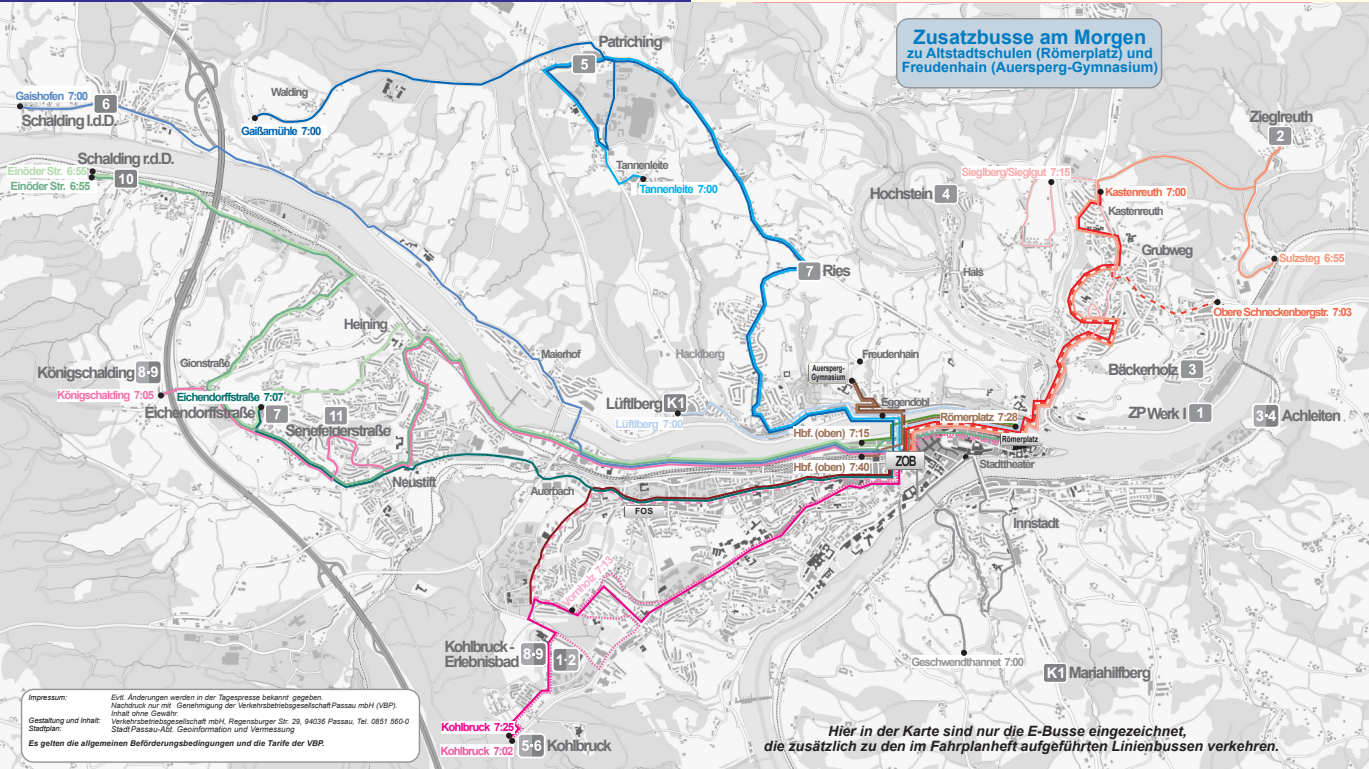 Zusatzbusse am Morgen
zu Altstadtschulen (Römerplatz) und
Freudenhain (Auersperg-Gymnasium)
Patriching
5
Walding
Gaißamühle 7:00
Gaishofen 7:00
6
Schalding l.d.D.
Schalding r.d.D.
Einöder Str. 6:55
Einöder Str. 6:55
10
Tannenleite
Tannenleite 7:00
Zieglreuth
2
Sieglberg/Sieglgut 7:15
Hochstein 4
Kastenreuth 7:00
Kastenreuth
Grubweg
Sulzsteg 6:55
7 Ries
Hals
Obere Schneckenbergstr. 7:03
Heining
Gionstraße
Maierhof
Hacklberg
Freudenhain
Auersperg-
Gymnasium
Königschalding 8•9
Königschalding 7:05
Eichendorffstraße 7:07
Eichendorffstraße 7
11
Senefelderstraße
Bäckerholz 3
Lüftlberg K1
Lüftlberg 7:00
Eggendobl
Römerplatz 7:28
ZP Werk I 1
3•4 Achleiten
Hbf. (oben) 7:15
Römerplatz
Hbf. (oben) 7:40
ZOB
Stadttheater
Neustift
Auerbach
FOS
Innstadt
Vornholz 7:13
Kohlbruck -
Erlebnisbad
8•9
1•2
Geschwendthannet 7:00
K1 Mariahilfberg
Kohlbruck 7:25
Kohlbruck 7:02
5•6 Kohlbruck
Impressum: Evtl. Änderungen werden in der Tagespresse bekannt gegeben.
Nachdruck nur mit Genehmigung der Verkehrsbetriebsgesellschaft Passau mbH (VBP).
Inhalt ohne Gewähr.
Gestaltung und Inhalt: Verkehrsbetriebsgesellschaft mbH, Regensburger Str. 29, 94036 Passau, Tel. 0851 560-0
Stadtplan: Stadt Passau-Abt. Geoinformation und Vermessung
Es gelten die allgemeinen Beförderungsbedingungen und die Tarife der VBP.
Hier in der Karte sind nur die E-Busse eingezeichnet,
die zusätzlich zu den im Fahrplanheft aufgeführten Linienbussen verkehren.